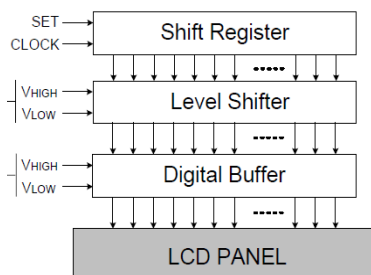 SET
CLOCK
Shift Register
VHIGH
VLOW
Level Shifter
VHIGH
VLOW
Digital Buffer
LCD PANEL